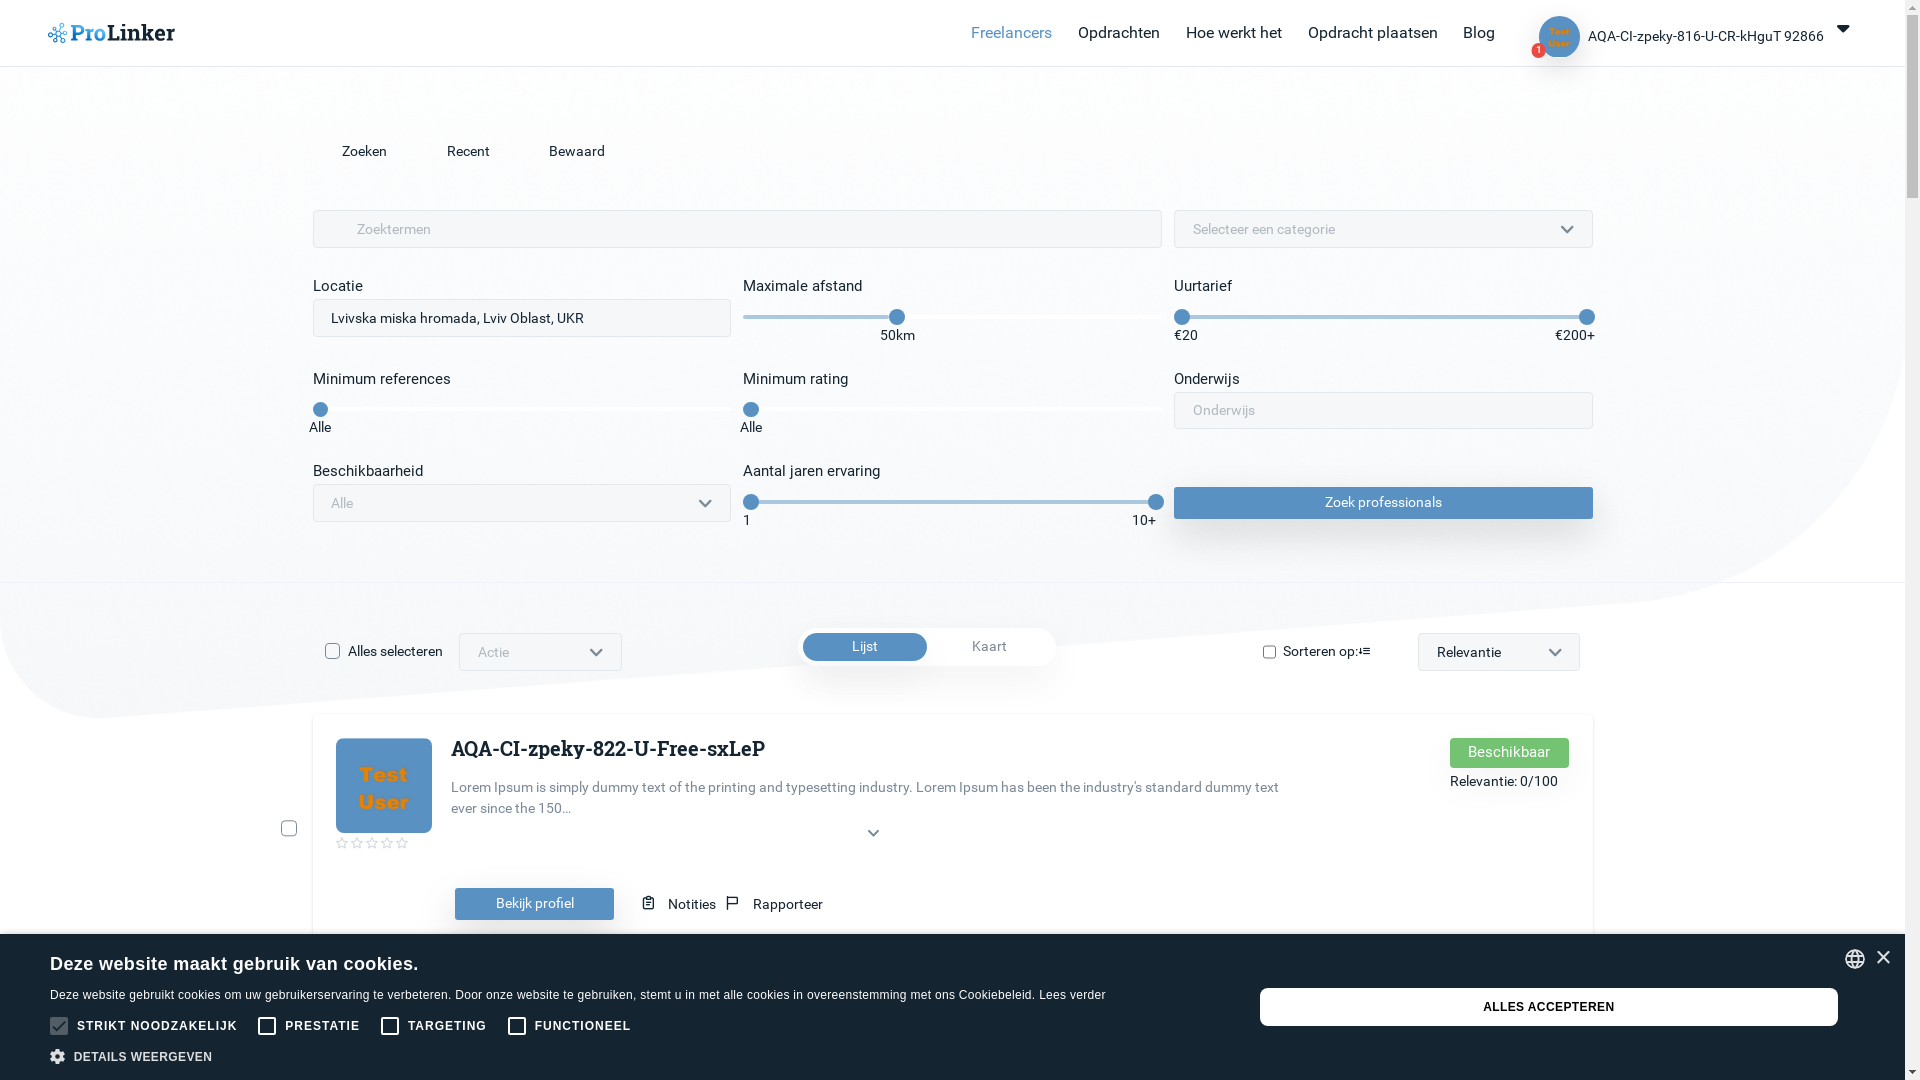 ProLinker
Freelancers
Opdrachten
Hoe werkt het
Opdracht plaatsen
Blog
Test
User
1
AQA-CI-zpeky-816-U-CR-kHguT 92866
Zoeken
Recent
Bewaard
Zoektermen
Selecteer een categorie
Locatie
Maximale afstand
Uurtarief
Lvivska miska hromada, Lviv Oblast, UKR
50km
€20
€200+
Minimum references
Minimum rating
Onderwijs
Onderwijs
Alle
Alle
Beschikbaarheid
Aantal jaren ervaring
Alle
1
10+
Zoek professionals
Alles selecteren
Actie
Lijst
Kaart
Sorteren op:
Relevantie
Test
User
AQA-CI-zpeky-822-U-Free-sxLeP
Lorem Ipsum is simply dummy text of the printing and typesetting industry. Lorem Ipsum has been the industry's standard dummy text
ever since the 150...
Beschikbaar
Relevantie: 0/100
Bekijk profiel
Notities
Rapporteer
Deze website maakt gebruik van cookies.
Deze website gebruikt cookies om uw gebruikerservaring te verbeteren. Door onze website te gebruiken, stemt u in met alle cookies in overeenstemming met ons Cookiebeleid. Lees verder
STRIKT NOODZAKELIJK
PRESTATIE
TARGETING
FUNCTIONEEL
DETAILS WEERGEVEN
ALLES ACCEPTEREN
×